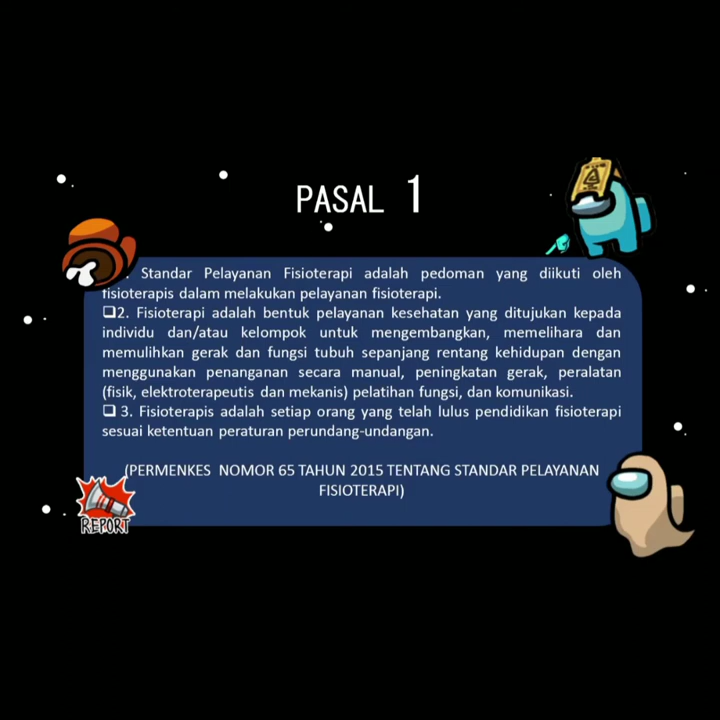 PASAL 1
. Standar Pelayanan Fisioterapi adalah pedoman yang diikuti oleh
fisioterapis dalam melakukan pelayanan fisioterapi.
❑2. Fisioterapi adalah bentuk pelayanan kesehatan yang ditujukan kepada
individu dan/atau kelompok untuk mengembangkan, memelihara dan
memulihkan gerak dan fungsi tubuh sepanjang rentang kehidupan dengan
menggunakan penanganan secara manual, peningkatan gerak, peralatan
(fisik, elektroterapeutis dan mekanis) pelatihan fungsi, dan komunikasi.
❑ 3. Fisioterapis adalah setiap orang yang telah lulus pendidikan fisioterapi
sesuai ketentuan peraturan perundang-undangan.
(PERMENKES NOMOR 65 TAHUN 2015 TENTANG STANDAR PELAYANAN
FISIOTERAPI)
REPORT